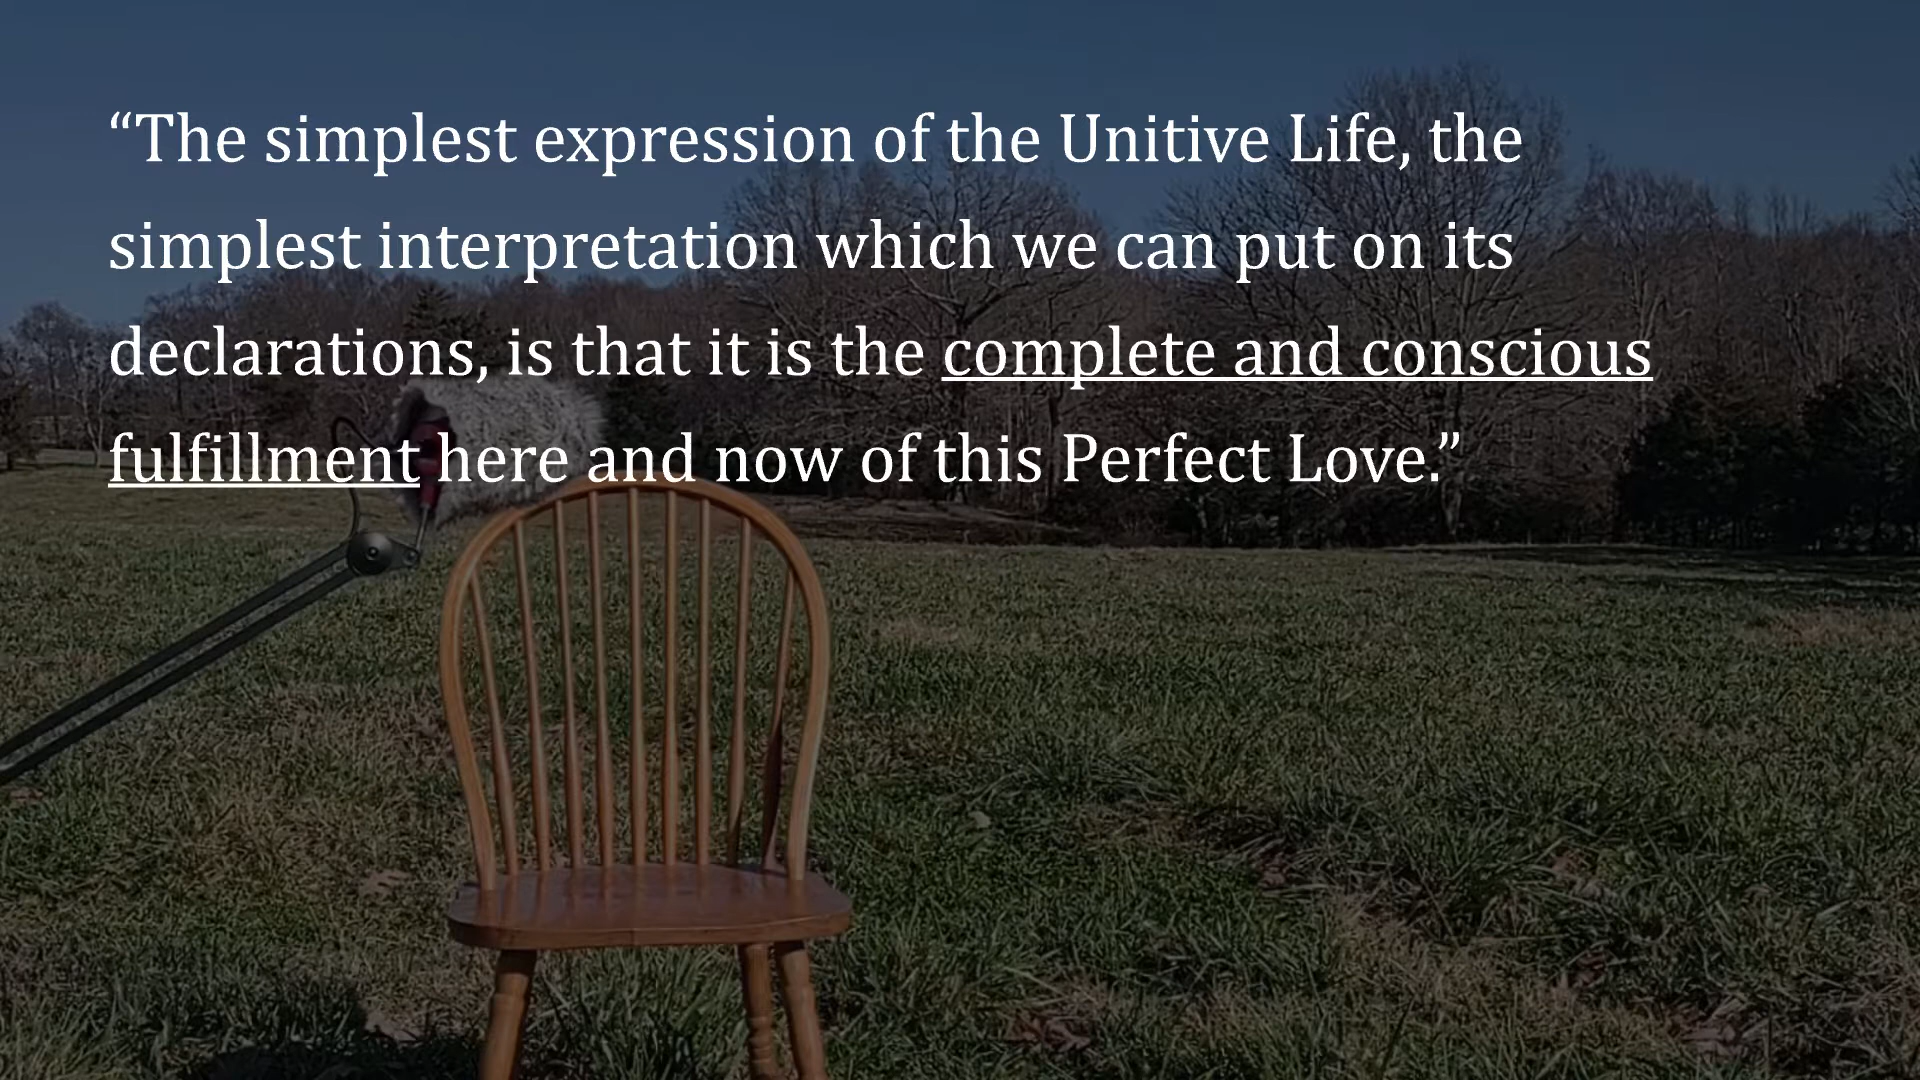 “The simplest expression of the Unitive Life, the
simplest interpretation which we can put on its
declarations, is that it is the complete and conscious
fulfillment here and now of this Perfect Love.”